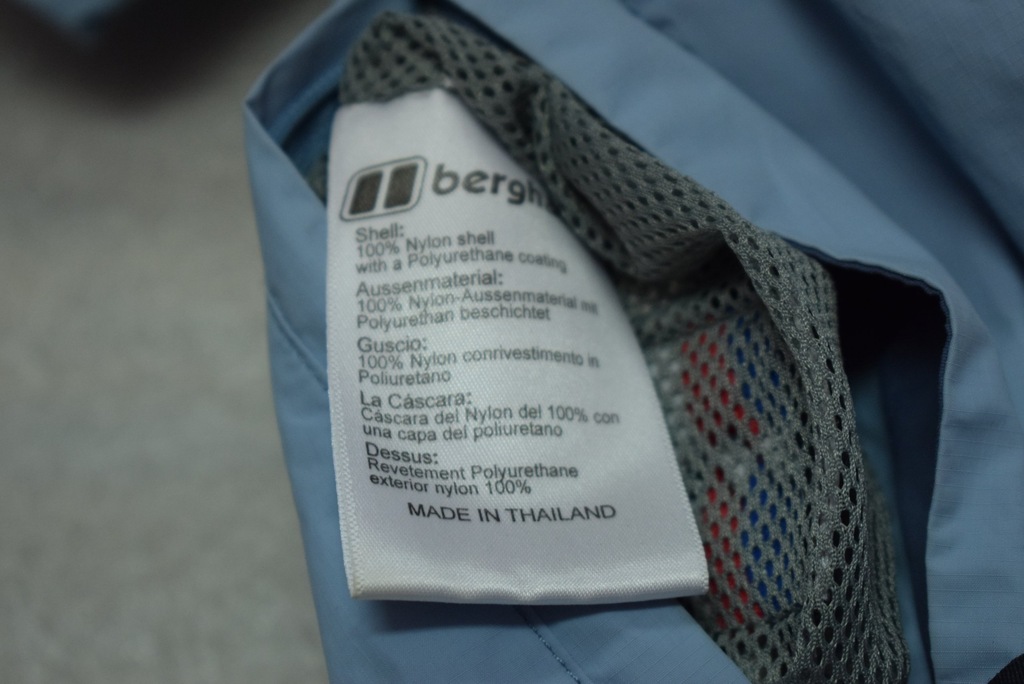 bergh
Shell:
100% Nylon shell
with a Polyurethane coating
Aussenmaterial:
100% Nylon-Aussenmaterial mit
Polyurethan beschichtet
Guscio:
100% Nylon conrivestimento in
Poliuretano
La Cáscara:
Cáscara del Nylon del 100% con
una capa del poliuretano
Dessus:
Revetement Polyurethane
exterior nylon 100%
MADE IN THAILAND